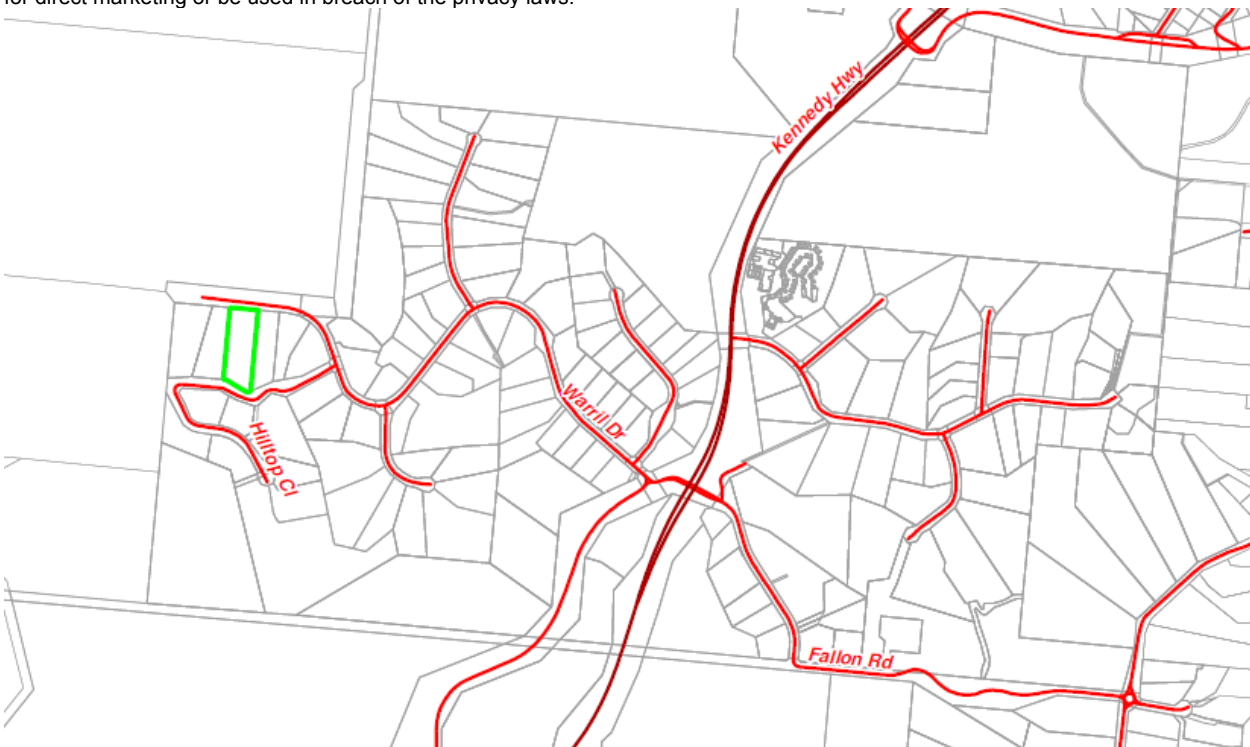 for direct marketing or be used in breach of the privacy laws.
Kennedy Hwy
Warril Dr
Hilltop Cl
Fallon Rd